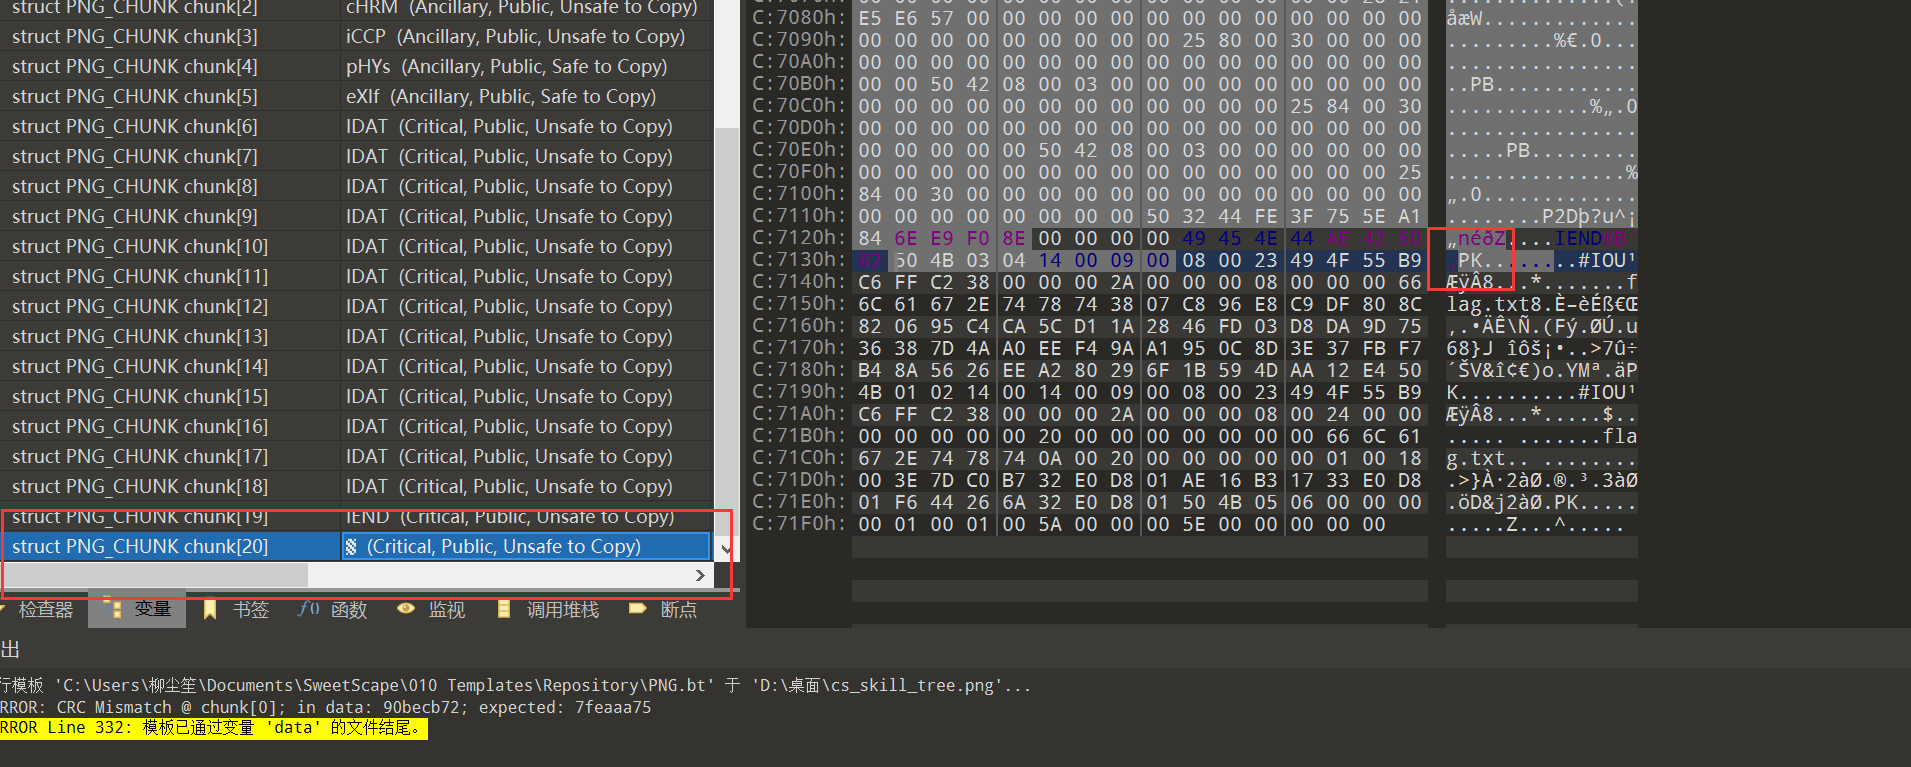 struct PNG_CHUNK chunk[2] cHRM (Ancillary, Public, Unsafe to Copy)
struct PNG_CHUNK chunk[3] iCCP (Ancillary, Public, Unsafe to Copy)
struct PNG_CHUNK chunk[4] pHYs (Ancillary, Public, Safe to Copy)
struct PNG_CHUNK chunk[5] eXIf (Ancillary, Public, Safe to Copy)
struct PNG_CHUNK chunk[6] IDAT (Critical, Public, Unsafe to Copy)
struct PNG_CHUNK chunk[7] IDAT (Critical, Public, Unsafe to Copy)
struct PNG_CHUNK chunk[8] IDAT (Critical, Public, Unsafe to Copy)
struct PNG_CHUNK chunk[9] IDAT (Critical, Public, Unsafe to Copy)
struct PNG_CHUNK chunk[10] IDAT (Critical, Public, Unsafe to Copy)
struct PNG_CHUNK chunk[11] IDAT (Critical, Public, Unsafe to Copy)
struct PNG_CHUNK chunk[12] IDAT (Critical, Public, Unsafe to Copy)
struct PNG_CHUNK chunk[13] IDAT (Critical, Public, Unsafe to Copy)
struct PNG_CHUNK chunk[14] IDAT (Critical, Public, Unsafe to Copy)
struct PNG_CHUNK chunk[15] IDAT (Critical, Public, Unsafe to Copy)
struct PNG_CHUNK chunk[16] IDAT (Critical, Public, Unsafe to Copy)
struct PNG_CHUNK chunk[17] IDAT (Critical, Public, Unsafe to Copy)
struct PNG_CHUNK chunk[18] IDAT (Critical, Public, Unsafe to Copy)
struct PNG_CHUNK chunk[19] IEND (Critical, Public, Unsafe to Copy)
struct PNG_CHUNK chunk[20] (Critical, Public, Unsafe to Copy)
检查器 变量 书签 f() 函数 监视 调用堆栈 断点
C:7080h: E5 E6 57 00 00 00 00 00 00 00 00 00 00 00 00 00 åæW.............
C:7090h: 00 00 00 00 00 00 00 00 00 25 80 00 30 00 00 00 .........%€.0...
C:70A0h: 00 00 00 00 00 00 00 00 00 00 00 00 00 00 00 00 ................
C:70B0h: 00 00 50 42 08 00 03 00 00 00 00 00 00 00 00 00 ..PB............
C:70C0h: 00 00 00 00 00 00 00 00 00 00 00 00 25 84 00 30 ............%„.0
C:70D0h: 00 00 00 00 00 00 00 00 00 00 00 00 00 00 00 00 ................
C:70E0h: 00 00 00 00 00 50 42 08 00 03 00 00 00 00 00 00 .....PB.........
C:70F0h: 00 00 00 00 00 00 00 00 00 00 00 00 00 00 00 25 ...............%
C:7100h: 84 00 30 00 00 00 00 00 00 00 00 00 00 00 00 00 „.0.............
C:7110h: 00 00 00 00 00 00 00 00 50 32 44 FE 3F 75 5E A1 ........P2Dþ?u^¡
C:7120h: 84 6E E9 F0 8E 00 00 00 00 49 45 4E 44 AE 42 60 „néðŽ....IEND®B`
C:7130h: 82 50 4B 03 04 14 00 09 00 08 00 23 49 4F 55 B9 ‚PK........#IOU¹
C:7140h: C6 FF C2 38 00 00 00 2A 00 00 00 08 00 00 00 66 ÆÿÂ8...*.......f
C:7150h: 6C 61 67 2E 74 78 74 38 07 C8 96 E8 C9 DF 80 8C lag.txt8.È–èÉß€Œ
C:7160h: 82 06 95 C4 CA 5C D1 1A 28 46 FD 03 D8 DA 9D 75 ‚.•ÄÊ\Ñ.(Fý.ØÚ.u
C:7170h: 36 38 7D 4A A0 EE F4 9A A1 95 0C 8D 3E 37 FB F7 68}J îôš¡•..>7û÷
C:7180h: B4 8A 56 26 EE A2 80 29 6F 1B 59 4D AA 12 E4 50 ´ŠV&î¢€)o.YMª.äP
C:7190h: 4B 01 02 14 00 14 00 09 00 08 00 23 49 4F 55 B9 K..........#IOU¹
C:71A0h: C6 FF C2 38 00 00 00 2A 00 00 00 08 00 24 00 00 ÆÿÂ8...*.....$..
C:71B0h: 00 00 00 00 00 20 00 00 00 00 00 00 00 66 6C 61 ..... .......fla
C:71C0h: 67 2E 74 78 74 0A 00 20 00 00 00 00 00 01 00 18 g.txt.. ........
C:71D0h: 00 3E 7D C0 B7 32 E0 D8 01 AE 16 B3 17 33 E0 D8 .>}À·2àØ.®.³.3àØ
C:71E0h: 01 F6 44 26 6A 32 E0 D8 01 50 4B 05 06 00 00 00 .öD&j2àØ.PK.....
C:71F0h: 00 01 00 01 00 5A 00 00 00 5E 00 00 00 00 00 .....Z...^.....
出
行模板 'C:\Users\柳尘笙\Documents\SweetScape\010 Templates\Repository\PNG.bt' 于 'D:\桌面\cs_skill_tree.png'...
RROR: CRC Mismatch @ chunk[0]; in data: 90becb72; expected: 7feaaa75
RROR Line 332: 模板已通过变量 'data' 的文件结尾。